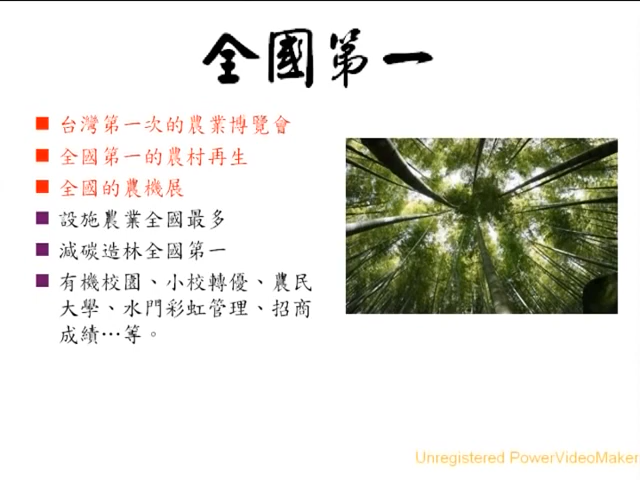 全國第一
台灣第一次的農業博覽會
全國第一的農村再生
全國的農機展
設施農業全國最多
減碳造林全國第一
有機校園、小校轉優、農民
大學、水門彩虹管理、招商
成績…等。
Unregistered PowerVideoMaker